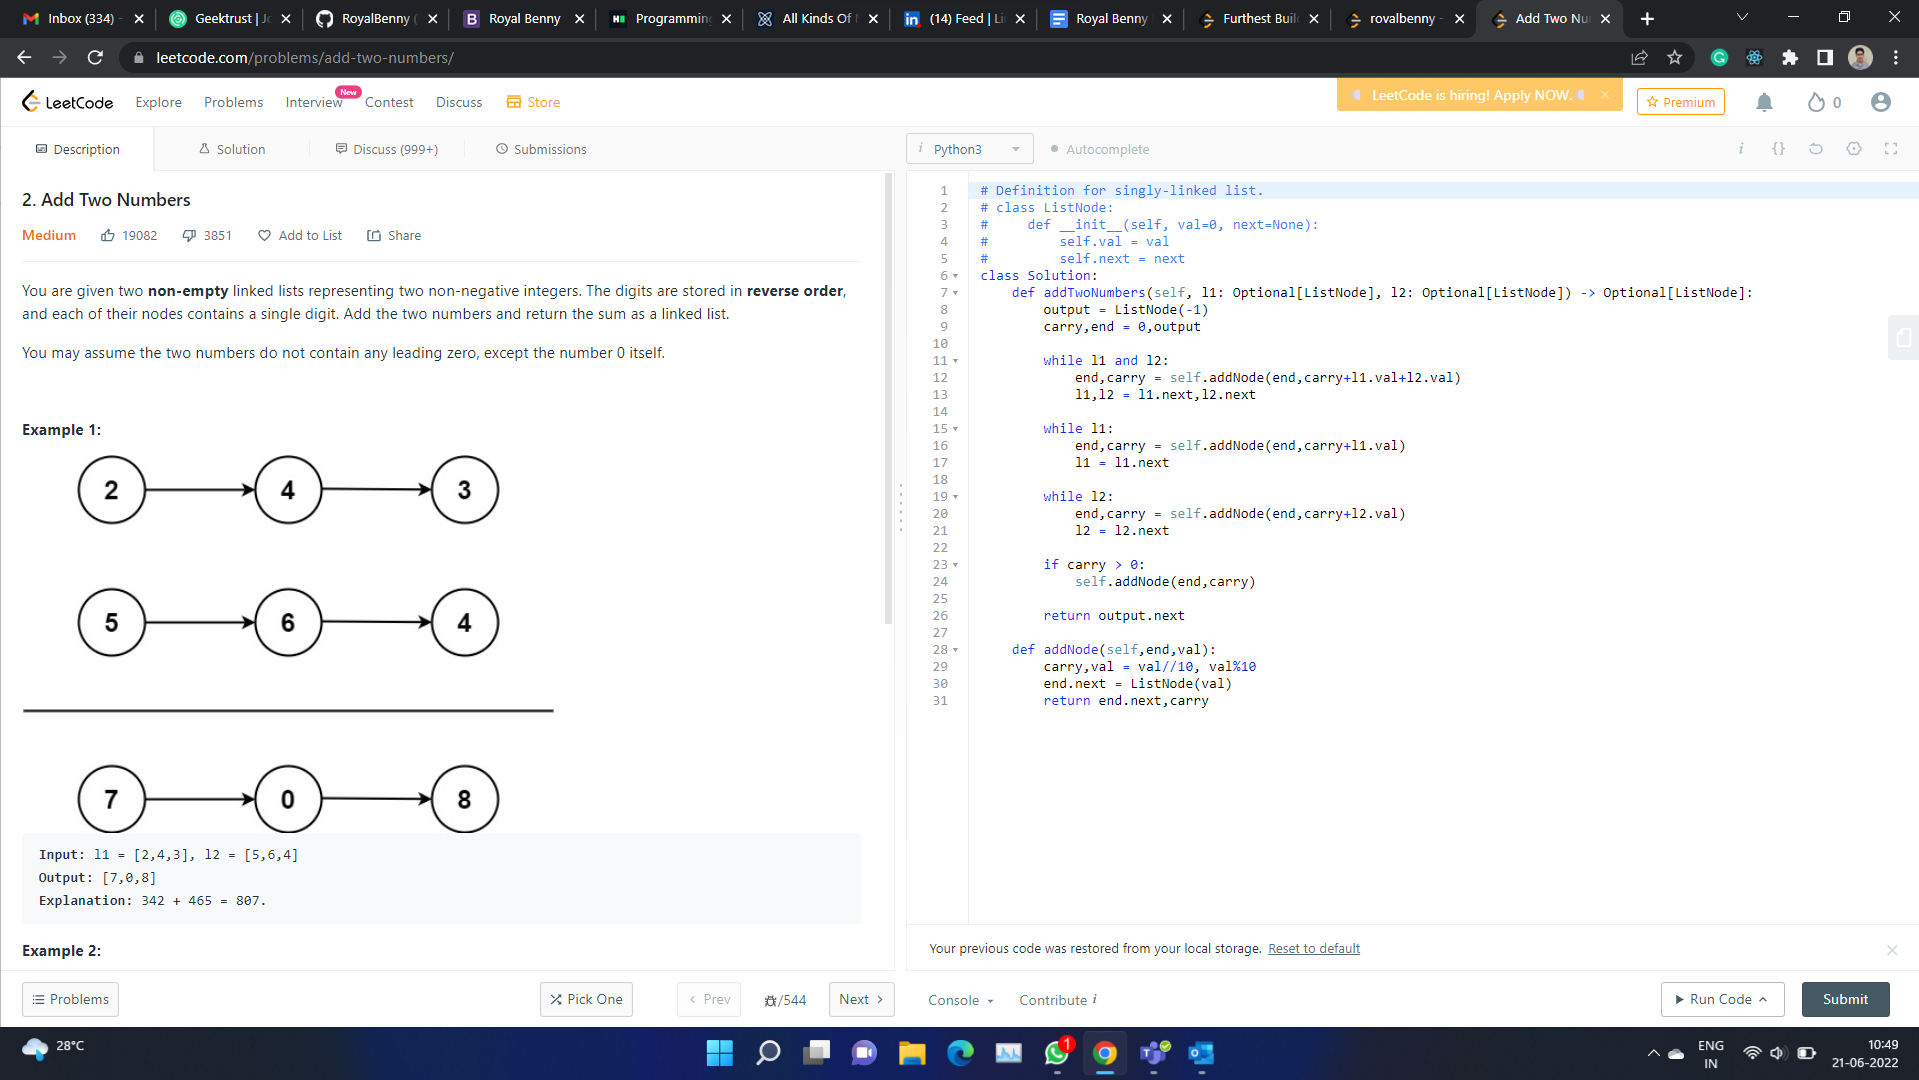 Inbox (334) -
Geektrust | Jo
RoyalBenny (
Royal Benny
Programming
All Kinds Of
(14) Feed | Li
Royal Benny
Furthest Buil
rovalbenny -
Add Two Nu
leetcode.com/problems/add-two-numbers/
LeetCode Explore Problems Interview New Contest Discuss Store
LeetCode is hiring! Apply NOW.
Premium 0
Description Solution Discuss (999+) Submissions
i Python3 Autocomplete i {}
2. Add Two Numbers
Medium 19082 3851 Add to List Share
You are given two non-empty linked lists representing two non-negative integers. The digits are stored in reverse order,
and each of their nodes contains a single digit. Add the two numbers and return the sum as a linked list.
You may assume the two numbers do not contain any leading zero, except the number 0 itself.
Example 1:
2 4 3
5 6 4
7 0 8
Input: l1 = [2,4,3], l2 = [5,6,4]
Output: [7,0,8]
Explanation: 342 + 465 = 807.
Example 2:
1 # Definition for singly-linked list.
2 # class ListNode:
3 #     def __init__(self, val=0, next=None):
4 #         self.val = val
5 #         self.next = next
6 class Solution:
7     def addTwoNumbers(self, l1: Optional[ListNode], l2: Optional[ListNode]) -> Optional[ListNode]:
8         output = ListNode(-1)
9         carry,end = 0,output
10
11         while l1 and l2:
12             end,carry = self.addNode(end,carry+l1.val+l2.val)
13             l1,l2 = l1.next,l2.next
14
15         while l1:
16             end,carry = self.addNode(end,carry+l1.val)
17             l1 = l1.next
18
19         while l2:
20             end,carry = self.addNode(end,carry+l2.val)
21             l2 = l2.next
22
23         if carry > 0:
24             self.addNode(end,carry)
25
26         return output.next
27
28     def addNode(self,end,val):
29         carry,val = val//10, val%10
30         end.next = ListNode(val)
31         return end.next,carry
Your previous code was restored from your local storage. Reset to default
Problems Pick One Prev /544 Next Console Contribute i Run Code Submit
28°C
1
ENG
IN
10:49
21-06-2022